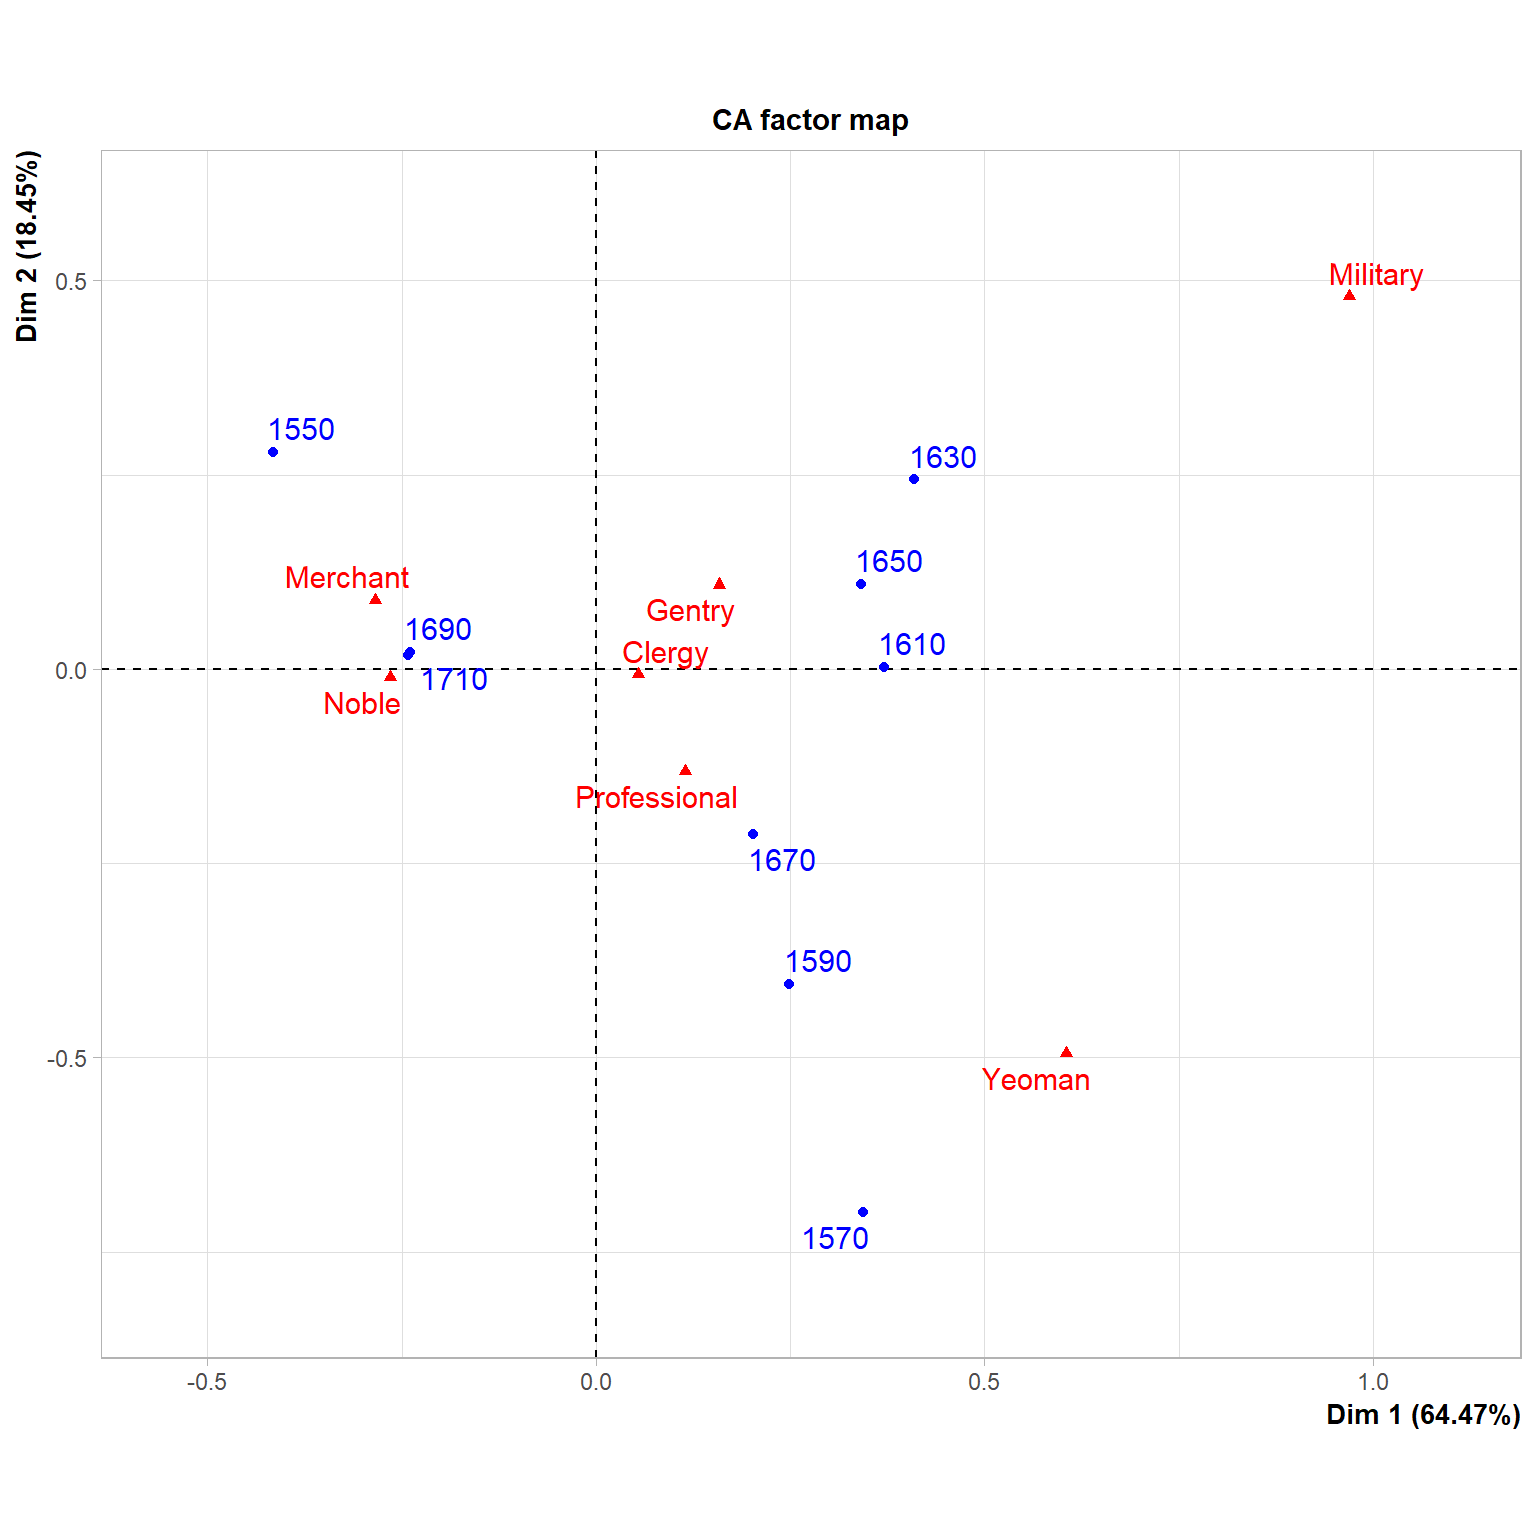 CA factor map
Dim 2 (18.45%)
0.5
0.0
-0.5
Military
1550
1630
1650
Merchant
Gentry
1690
1610
Clergy
1710
Noble
Professional
1670
1590
Yeoman
1570
-0.5
0.0
0.5
1.0
Dim 1 (64.47%)